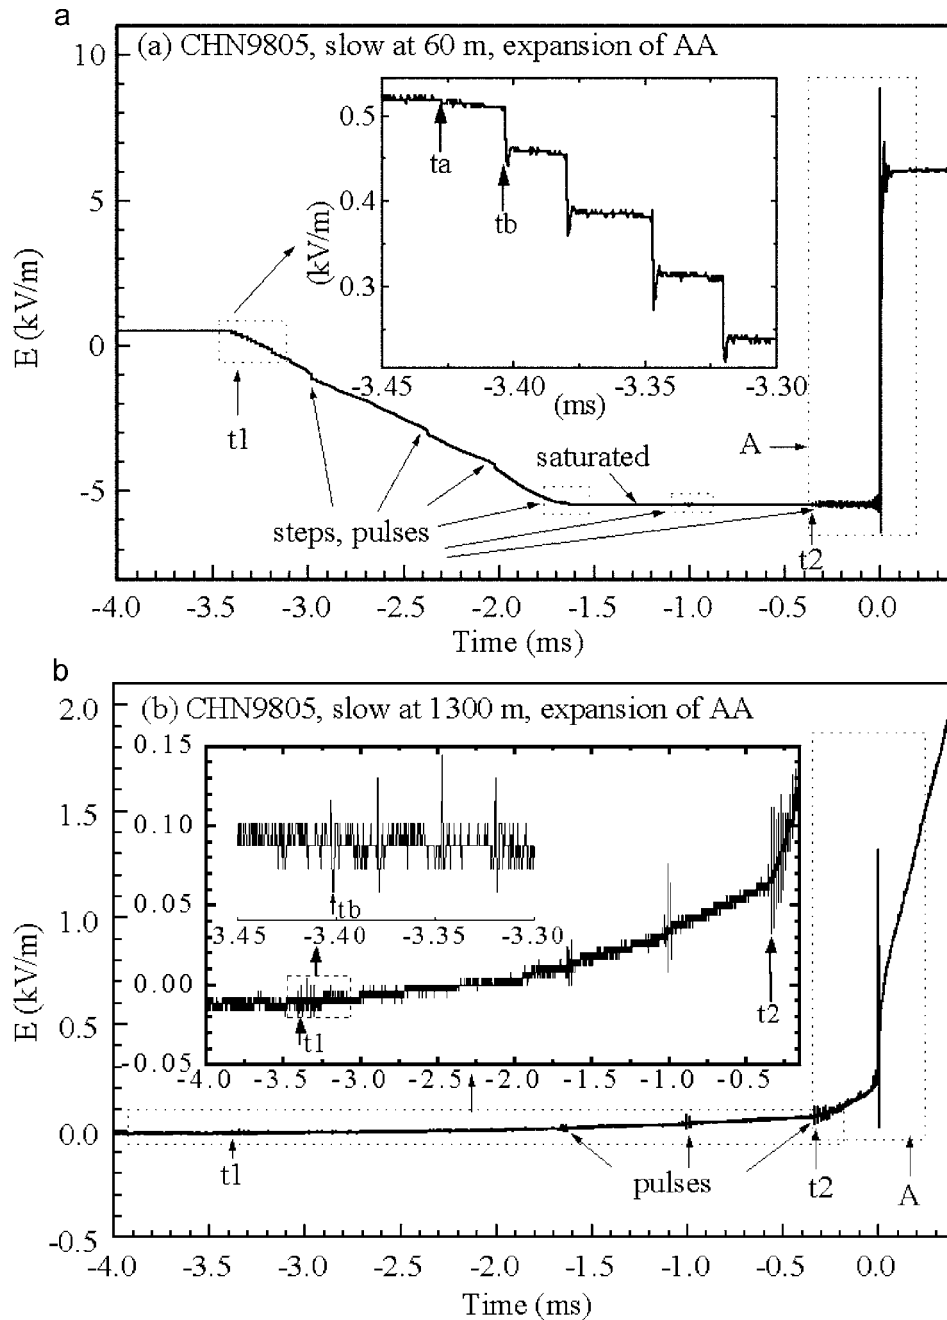 a
(a) CHN9805, slow at 60 m, expansion of AA
10
5
0
-5
E (kV/m)
0.5
0.4
0.3
(kV/m)
ta
tb
-3.45 -3.40 -3.35 -3.30
(ms)
t1
A
saturated
steps, pulses
t2
-4.0 -3.5 -3.0 -2.5 -2.0 -1.5 -1.0 -0.5 0.0
Time (ms)
b
(b) CHN9805, slow at 1300 m, expansion of AA
2.0
1.5
1.0
0.5
0.0
-0.5
E (kV/m)
0.15
0.10
0.05
0.00
-0.05
tb
-3.45 -3.40 -3.35 -3.30
t1
t2
-4.0 -3.5 -3.0 -2.5 -2.0 -1.5 -1.0 -0.5
t1
pulses
t2
A
-4.0 -3.5 -3.0 -2.5 -2.0 -1.5 -1.0 -0.5 0.0
Time (ms)